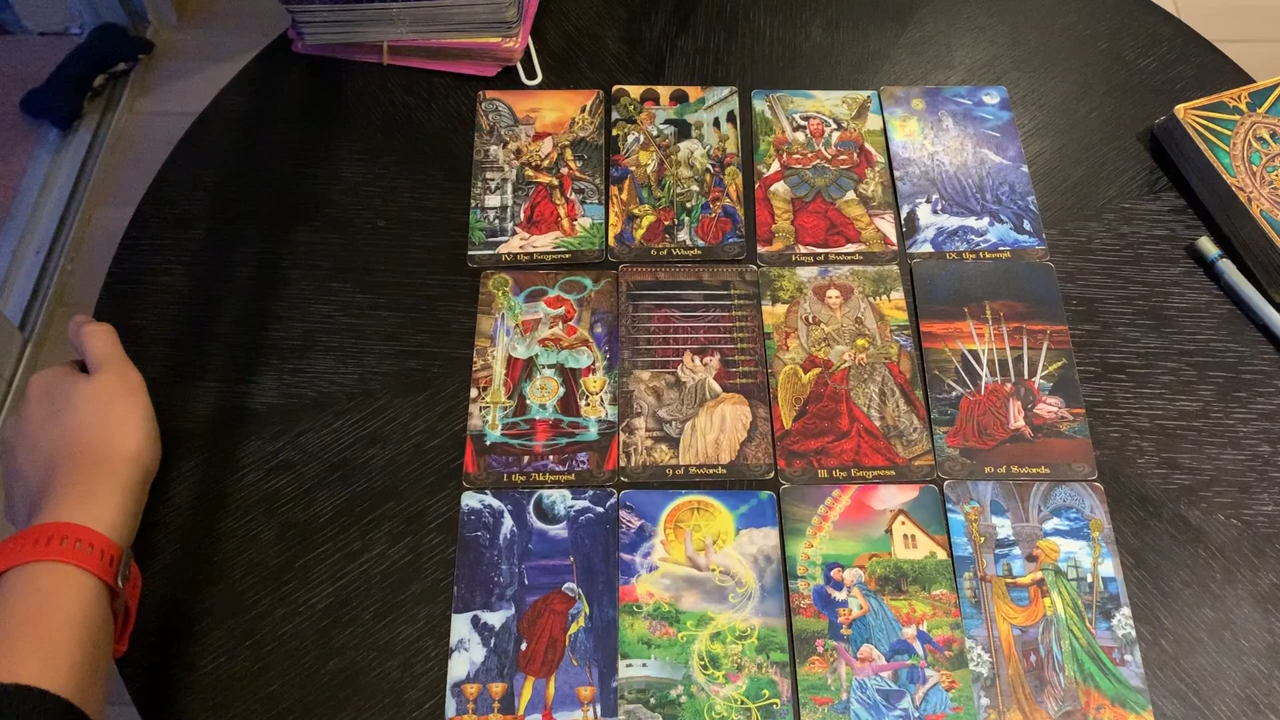 IV. the Emperor
6 of Wands
King of Swords
IX. the Hermit
I. the Alchemist
9 of Swords
III. the Empress
10 of Swords